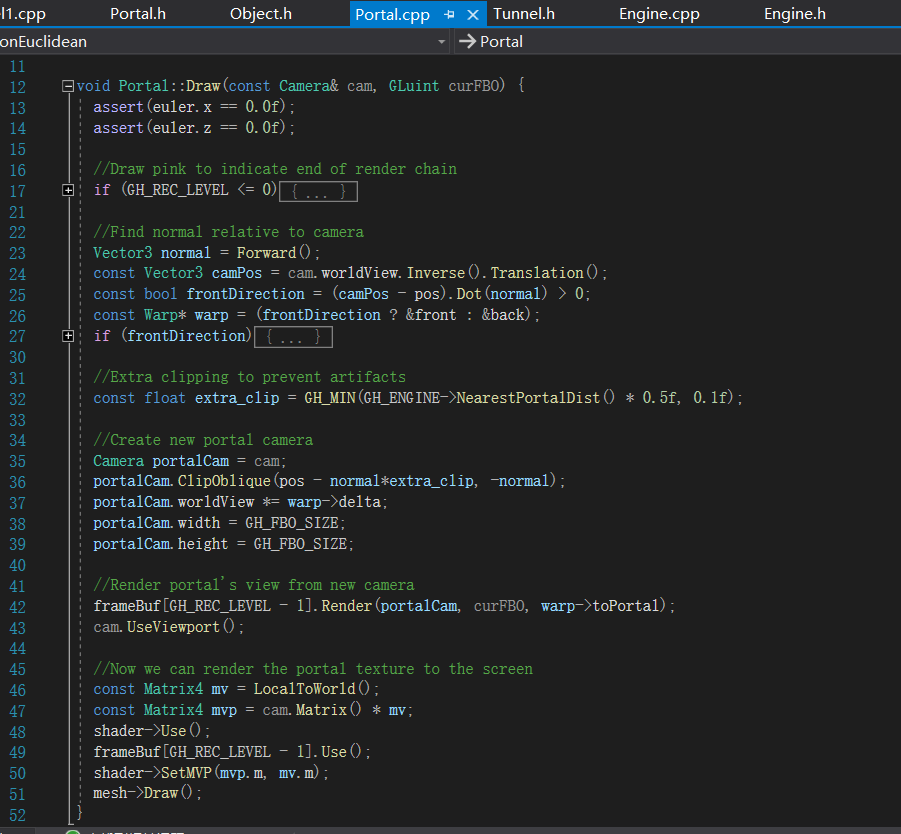 l1.cpp Portal.h Object.h Portal.cpp Tunnel.h Engine.cpp Engine.h
onEuclidean Portal
11
12 void Portal::Draw(const Camera& cam, GLuint curFBO) {
13 assert(euler.x == 0.0f);
14 assert(euler.z == 0.0f);
15
16 //Draw pink to indicate end of render chain
17 if (GH_REC_LEVEL <= 0) { ... }
21
22 //Find normal relative to camera
23 Vector3 normal = Forward();
24 const Vector3 camPos = cam.worldView.Inverse().Translation();
25 const bool frontDirection = (camPos - pos).Dot(normal) > 0;
26 const Warp* warp = (frontDirection ? &front : &back);
27 if (frontDirection) { ... }
30
31 //Extra clipping to prevent artifacts
32 const float extra_clip = GH_MIN(GH_ENGINE->NearestPortalDist() * 0.5f, 0.1f);
33
34 //Create new portal camera
35 Camera portalCam = cam;
36 portalCam.ClipOblique(pos - normal*extra_clip, -normal);
37 portalCam.worldView *= warp->delta;
38 portalCam.width = GH_FBO_SIZE;
39 portalCam.height = GH_FBO_SIZE;
40
41 //Render portal's view from new camera
42 frameBuf[GH_REC_LEVEL - 1].Render(portalCam, curFBO, warp->toPortal);
43 cam.UseViewport();
44
45 //Now we can render the portal texture to the screen
46 const Matrix4 mv = LocalToWorld();
47 const Matrix4 mvp = cam.Matrix() * mv;
48 shader->Use();
49 frameBuf[GH_REC_LEVEL - 1].Use();
50 shader->SetMVP(mvp.m, mv.m);
51 mesh->Draw();
52 }